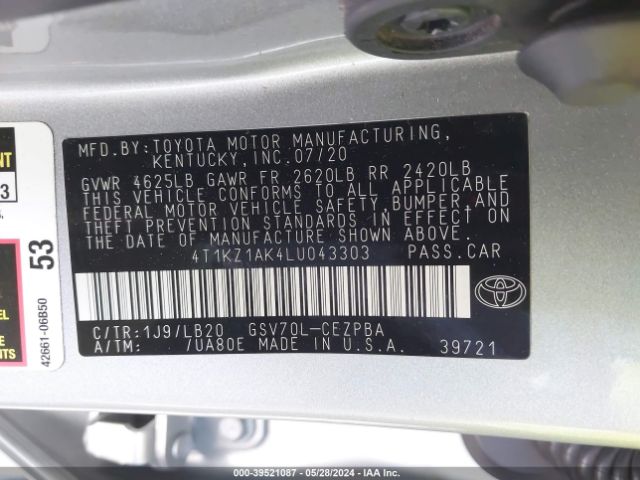 MFD.BY:TOYOTA MOTOR MANUFACTURING,
KENTUCKY, INC.07/20
GVWR 4625LB GAWR FR 2620LB RR 2420LB
THIS VEHICLE CONFORMS TO ALL APPLICABLE
FEDERAL MOTOR VEHICLE SAFETY, BUMPER AND
THEFT PREVENTION STANDARDS IN EFFECT ON
THE DATE OF MANUFACTURE SHOWN ABOVE.
4T1KZ1AK4LU043303 PASS.CAR
C/TR:1J9/LB20 GSV70L-CEZPBA
A/TM: 7UA80E MADE IN U.S.A. 39721
53
42661-06B50
3
000-39521087 - 05/28/2024 - IAA Inc.